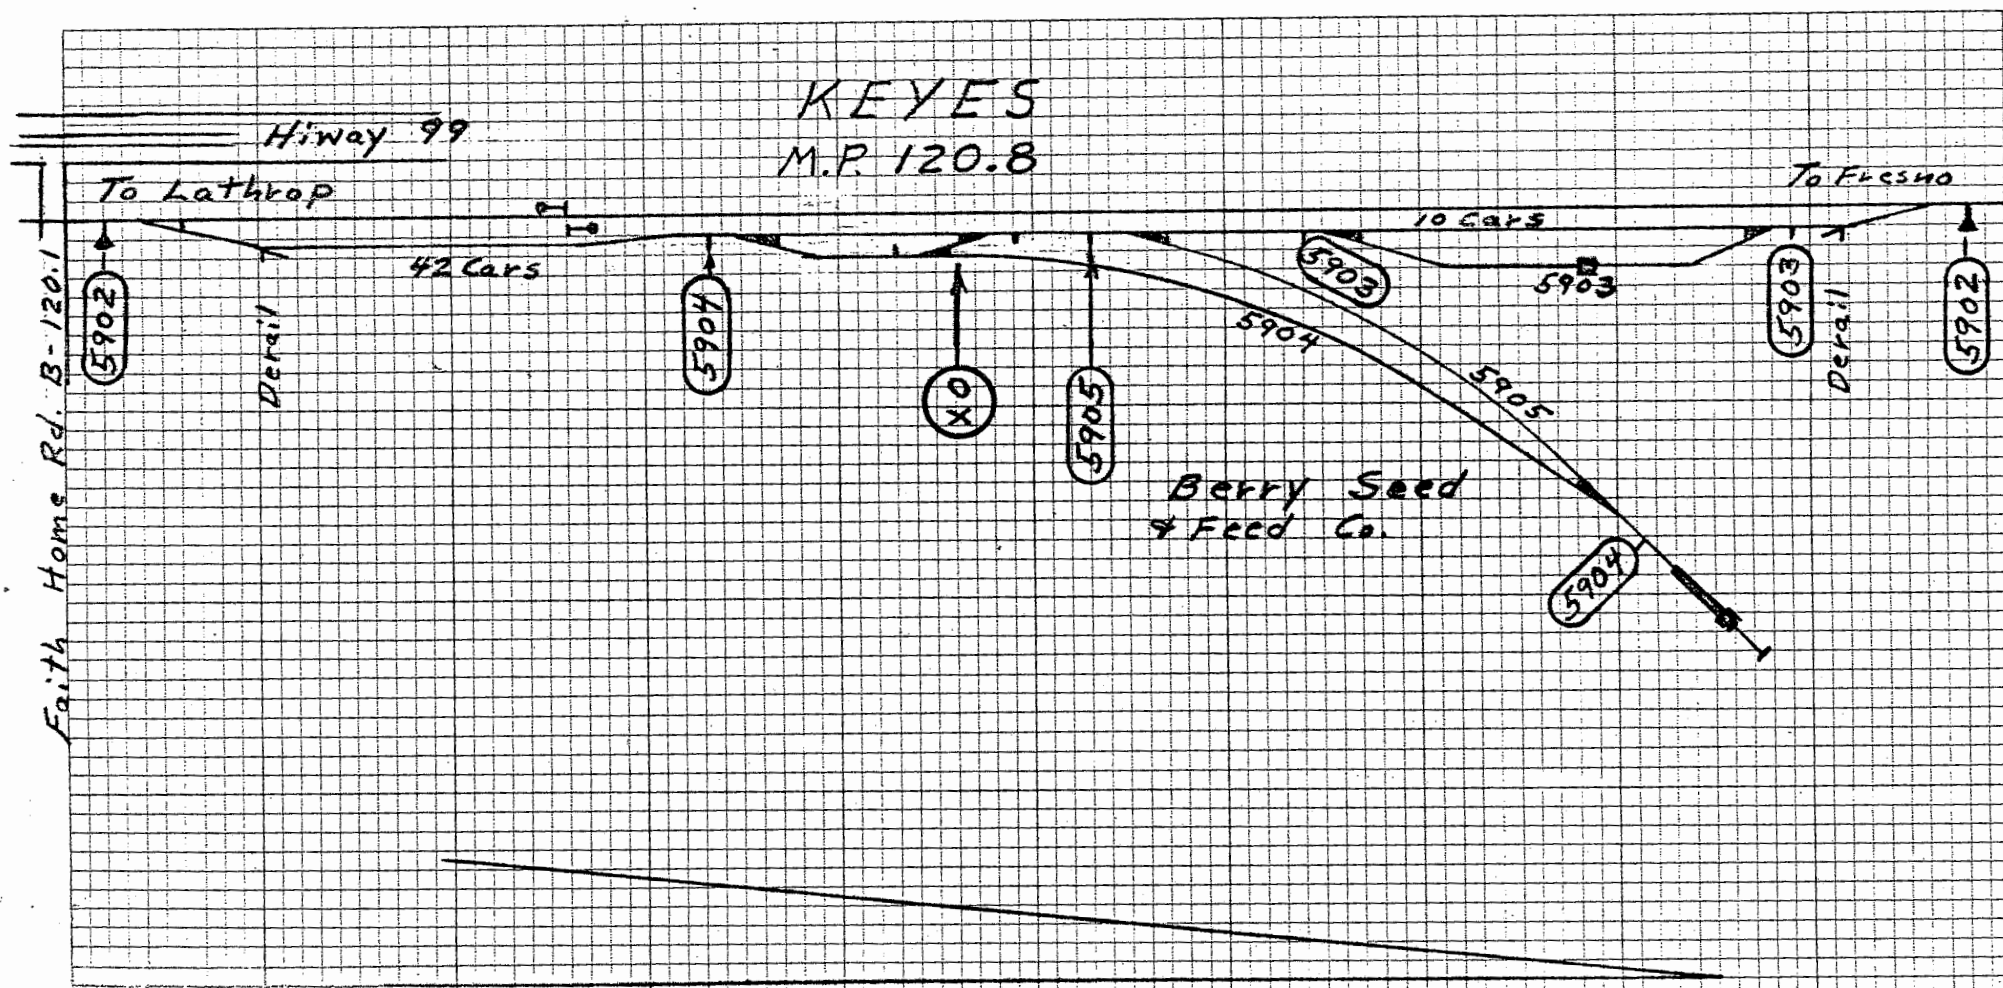 KEYES
M.P. 120.8
Hiway 99
To Lathrop
To Fresno
10 Cars
42 Cars
5903
5903
5902
Derail
5904
XO
5905
5904
5905
5903
Derail
5902
Faith Home Rd. B-120.1
Berry Seed
& Feed Co.
5904